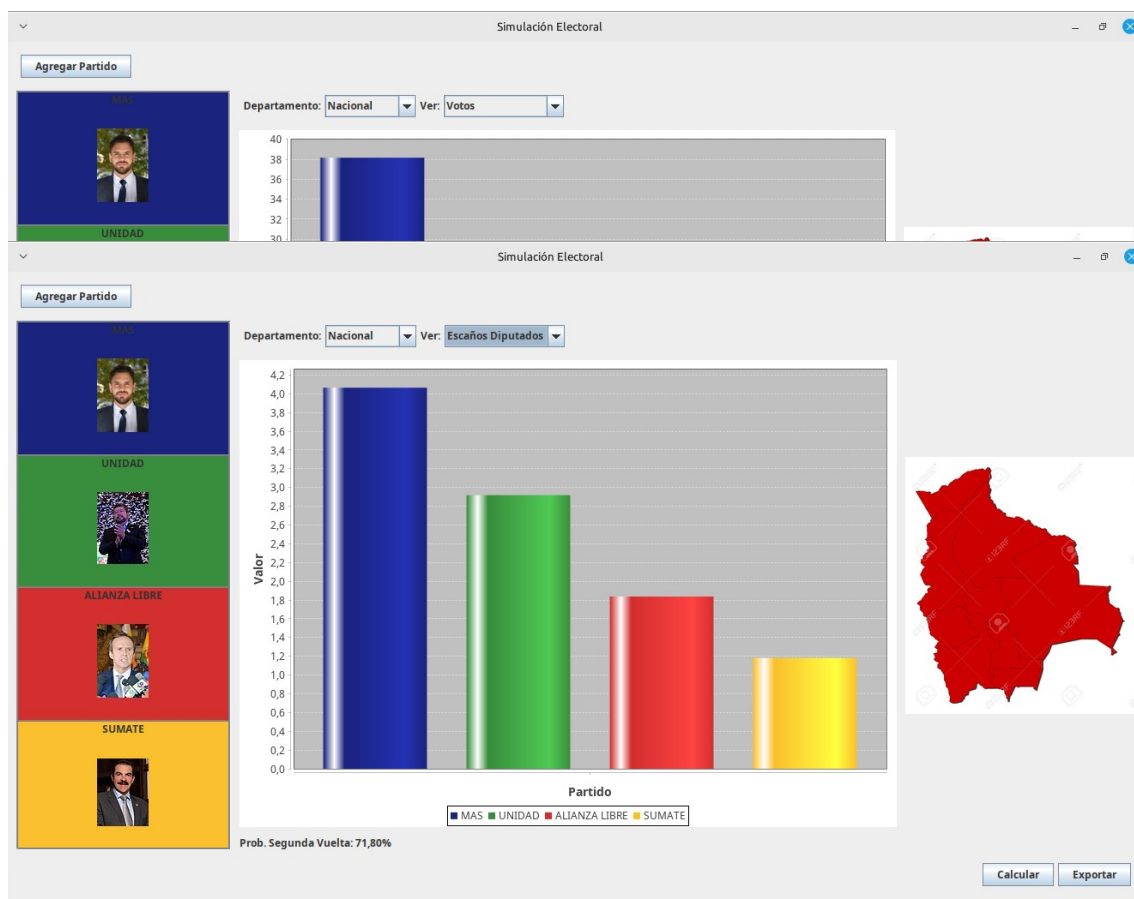 Simulación Electoral
Agregar Partido
MAS
Departamento: Nacional Ver: Votos
40
38
36
34
32
30
UNIDAD
Simulación Electoral
Agregar Partido
MAS
Departamento: Nacional Ver: Escaños Diputados
4,2
4,0
3,8
3,6
3,4
3,2
3,0
2,8
2,6
2,4
2,2
2,0
1,8
1,6
1,4
1,2
1,0
0,8
0,6
0,4
0,2
0,0
Valor
UNIDAD
ALIANZA LIBRE
SUMATE
123RF
123RF
Partido
MAS UNIDAD ALIANZA LIBRE SUMATE
Prob. Segunda Vuelta: 71,80%
Calcular Exportar